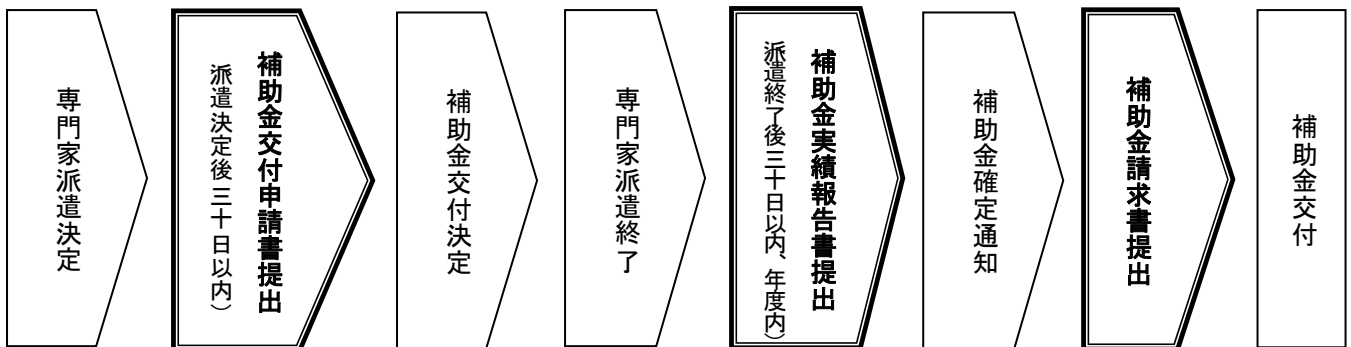 専門家派遣決定
補助金交付申請書提出
（派遣決定後三十日以内）
補助金交付決定
専門家派遣終了
補助金実績報告書提出
（派遣終了後三十日以内、年度内）
補助金確定通知
補助金請求書提出
補助金交付